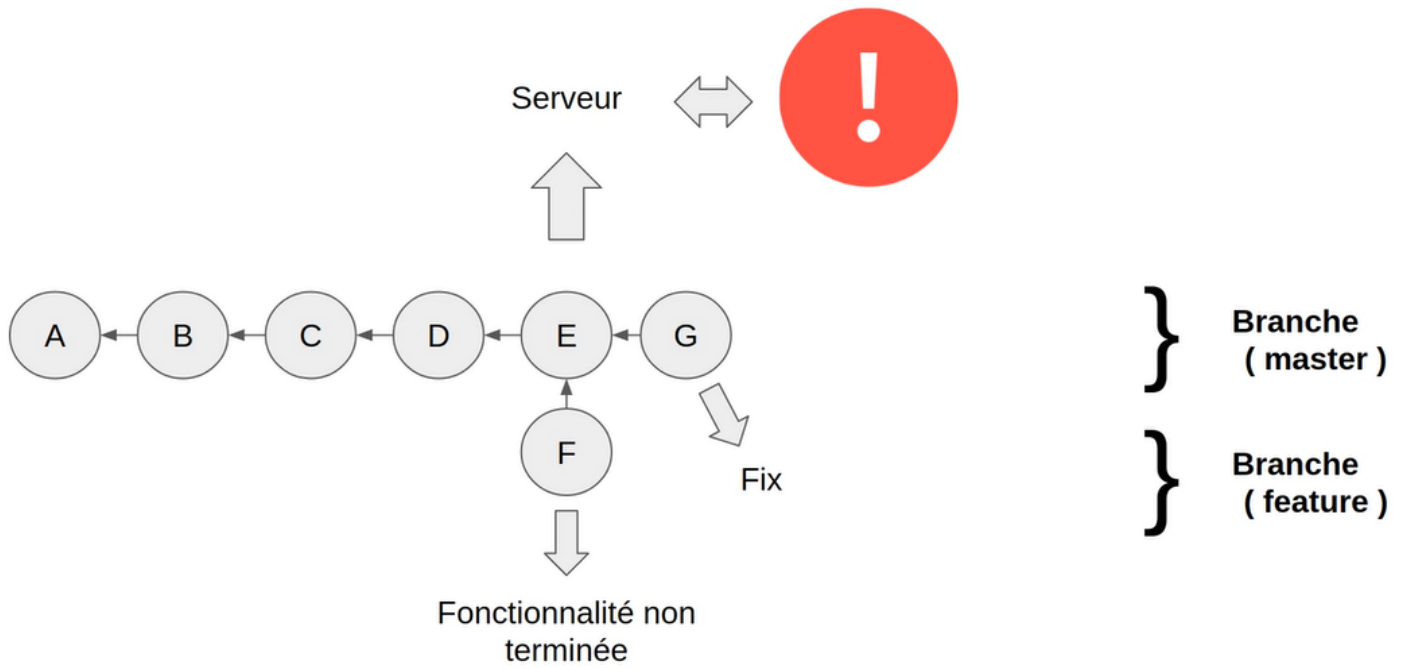 Serveur
!
A
B
C
D
E
G
Branche
( master )
F
Fix
Branche
( feature )
Fonctionnalité non
terminée